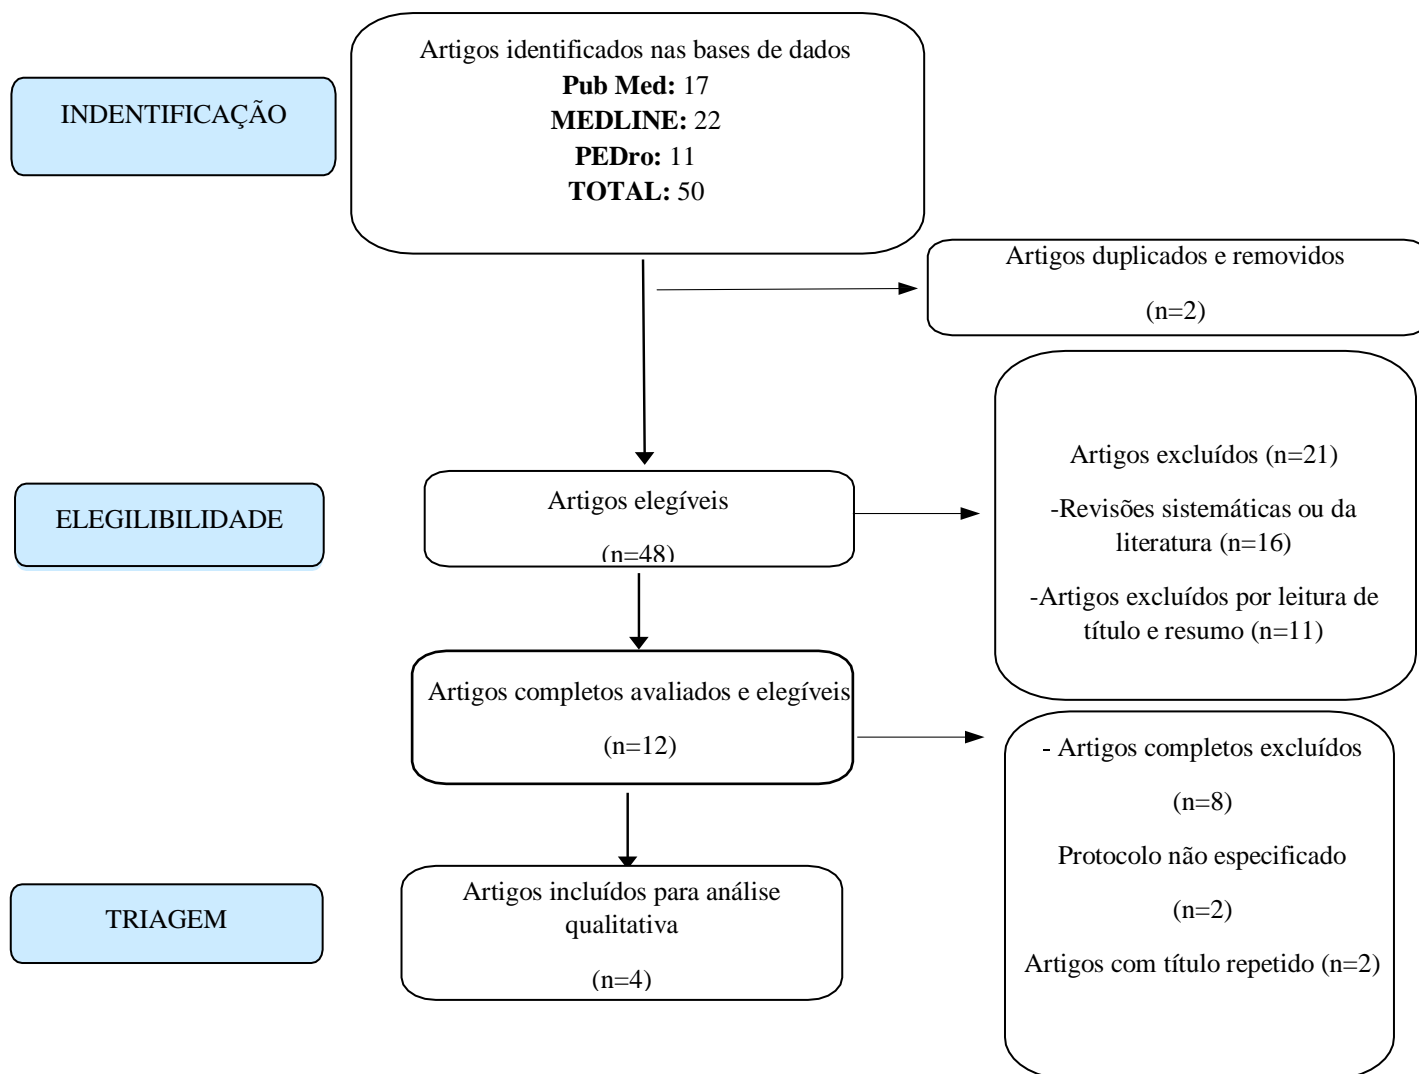 Artigos identificados nas bases de dados
Pub Med: 17
MEDLINE: 22
PEDro: 11
TOTAL: 50
INDENTIFICAÇÃO
Artigos duplicados e removidos
(n=2)
Artigos excluídos (n=21)
-Revisões sistemáticas ou da
literatura (n=16)
-Artigos excluídos por leitura de
título e resumo (n=11)
ELEGILIBILIDADE
Artigos elegíveis
(n=48)
Artigos completos avaliados e elegíveis
(n=12)
- Artigos completos excluídos
(n=8)
Protocolo não especificado
(n=2)
Artigos com título repetido (n=2)
TRIAGEM
Artigos incluídos para análise
qualitativa
(n=4)